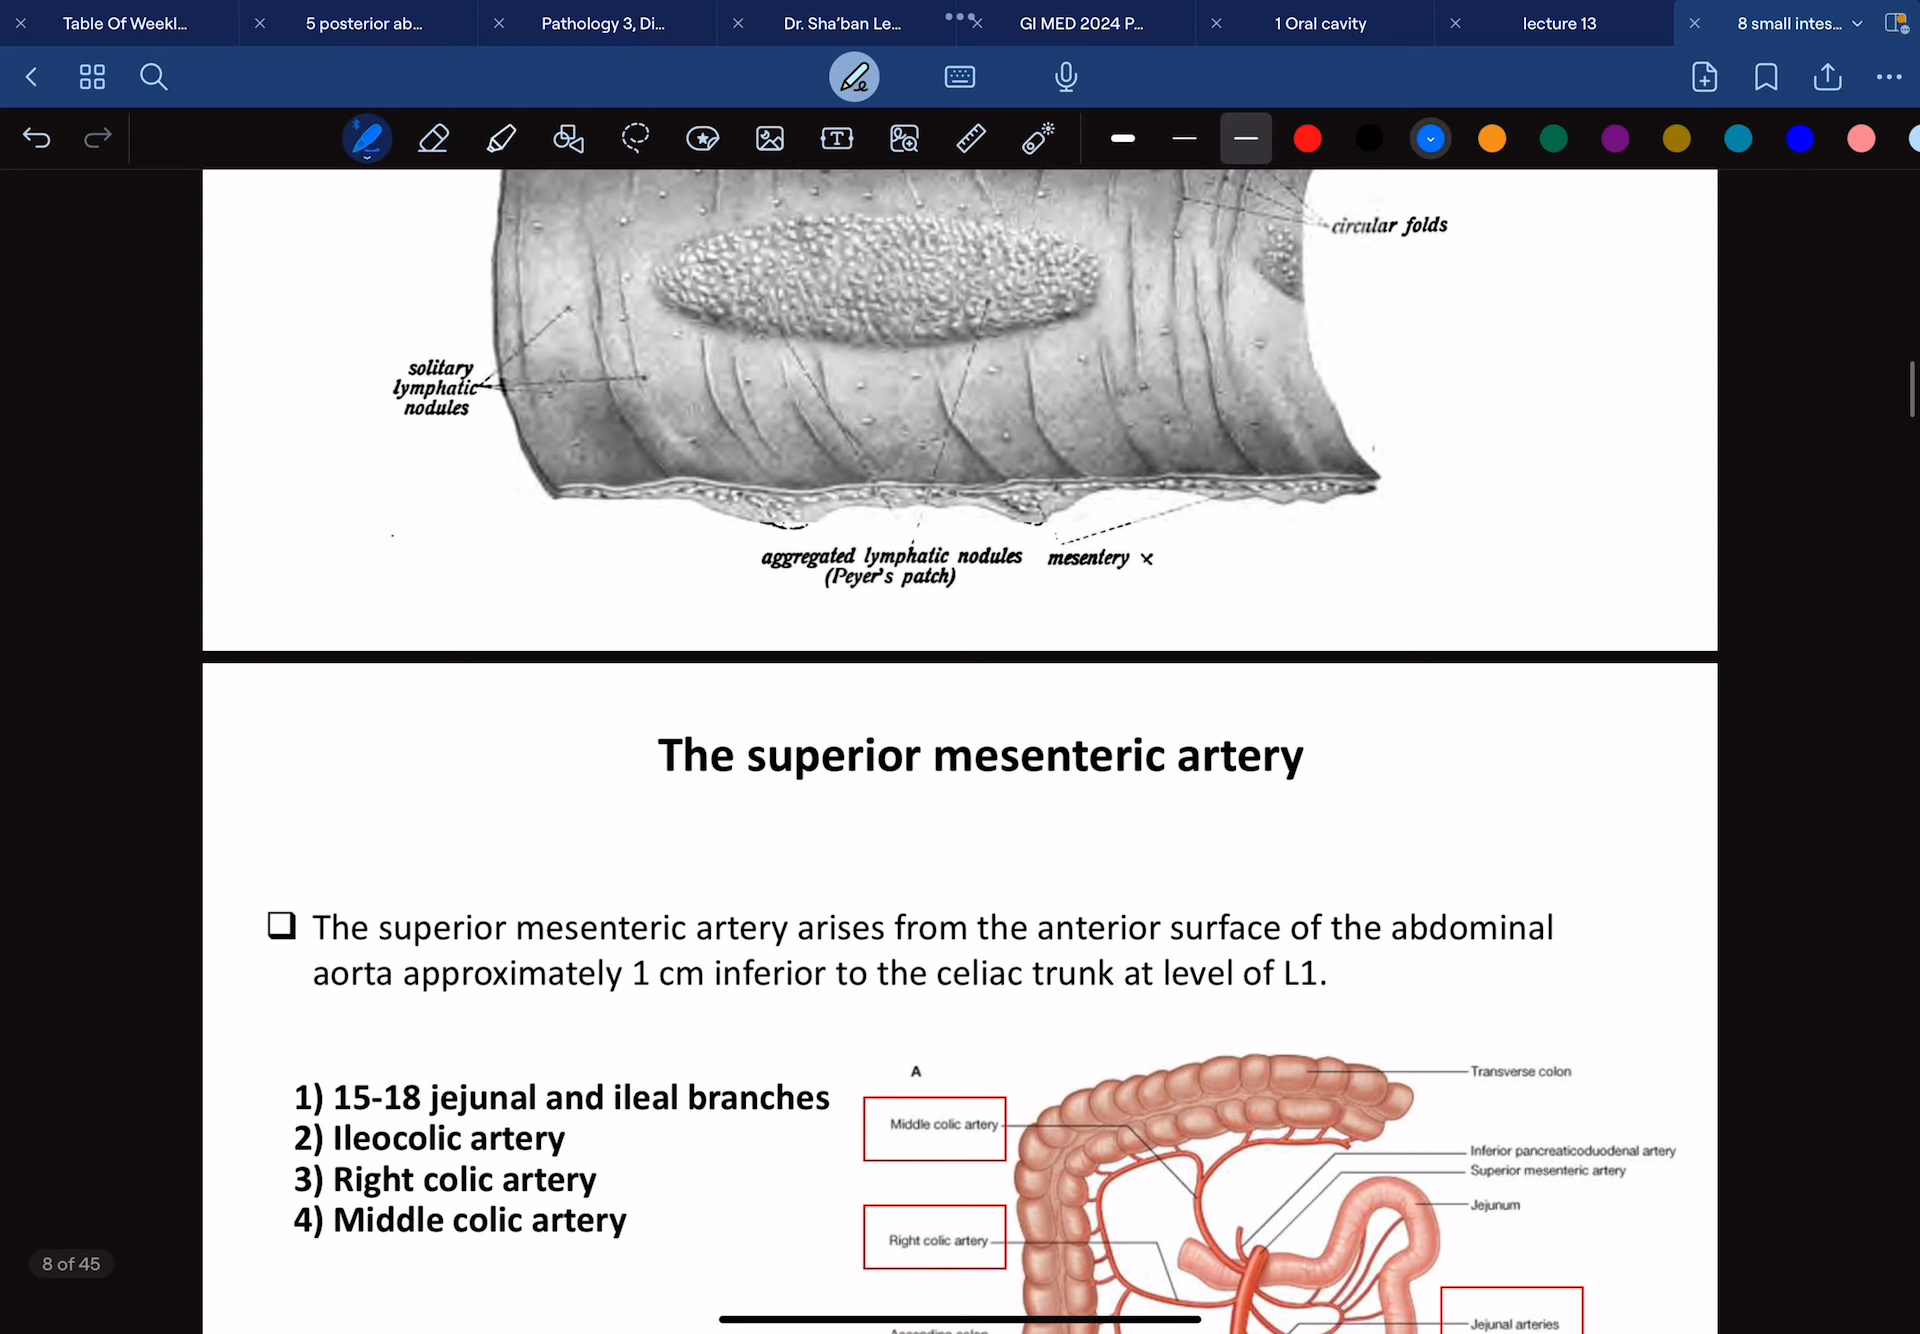 Table Of Weekl...
5 posterior ab...
Pathology 3, Di...
Dr. Sha'ban Le...
GI MED 2024 P...
1 Oral cavity
lecture 13
8 small intes...
circular folds
solitary
lymphatic
nodules
aggregated lymphatic nodules
(Peyer's patch)
mesentery x
The superior mesenteric artery
The superior mesenteric artery arises from the anterior surface of the abdominal
aorta approximately 1 cm inferior to the celiac trunk at level of L1.
1) 15-18 jejunal and ileal branches
2) Ileocolic artery
3) Right colic artery
4) Middle colic artery
A
Transverse colon
Middle colic artery
Inferior pancreaticoduodenal artery
Superior mesenteric artery
Jejunum
Right colic artery
Jejunal arteries
8 of 45